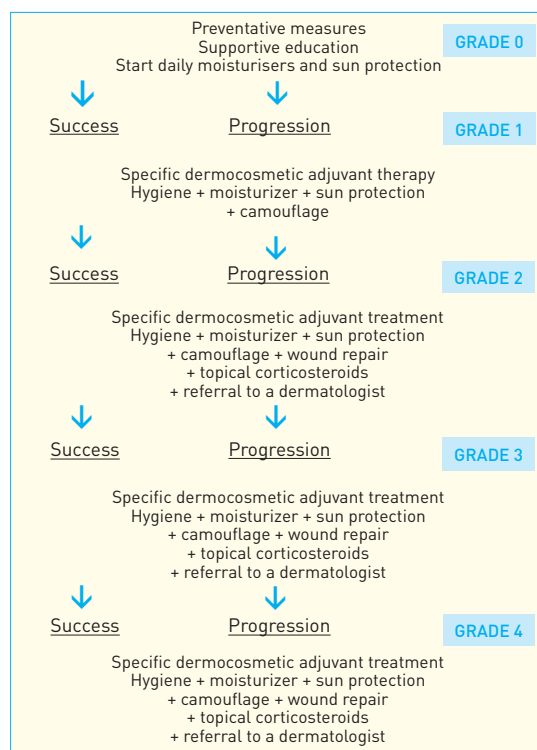 Preventative measures
Supportive education
GRADE 0
Start daily moisturisers and sun protection
Success Progression GRADE 1
Specific dermocosmetic adjuvant therapy
Hygiene + moisturizer + sun protection
+ camouflage
Success Progression GRADE 2
Specific dermocosmetic adjuvant treatment
Hygiene + moisturizer + sun protection
+ camouflage + wound repair
+ topical corticosteroids
+ referral to a dermatologist
Success Progression GRADE 3
Specific dermocosmetic adjuvant treatment
Hygiene + moisturizer + sun protection
+ camouflage + wound repair
+ topical corticosteroids
+ referral to a dermatologist
Success Progression GRADE 4
Specific dermocosmetic adjuvant treatment
Hygiene + moisturizer + sun protection
+ camouflage + wound repair
+ topical corticosteroids
+ referral to a dermatologist